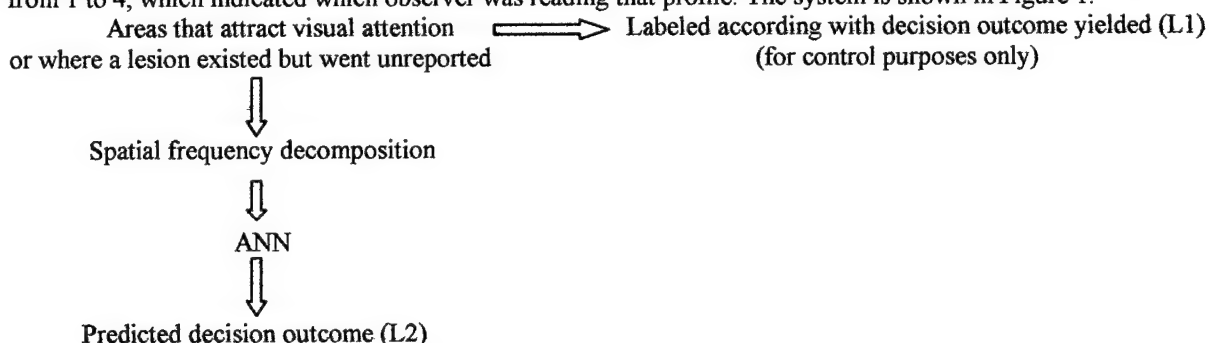 from 1 to 4, which indicated which observer was reading that profile. The system is shown in Figure 1.
Areas that attract visual attention
or where a lesion existed but went unreported
Labeled according with decision outcome yielded (L1)
(for control purposes only)
Spatial frequency decomposition
ANN
Predicted decision outcome (L2)